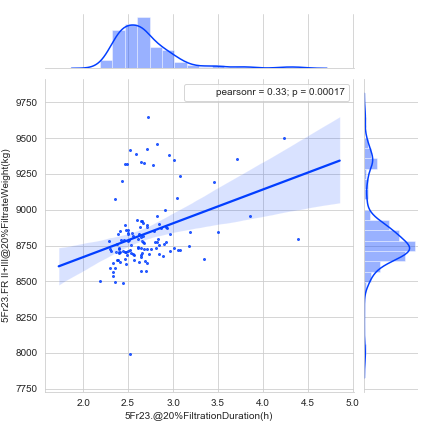 pearsonr = 0.33; p = 0.00017
9750
9500
9250
9000
8750
8500
8250
8000
7750
5Fr23.FR II+III@20%FiltrateWeight(kg)
2.0 2.5 3.0 3.5 4.0 4.5 5.0
5Fr23.@20%FiltrationDuration(h)